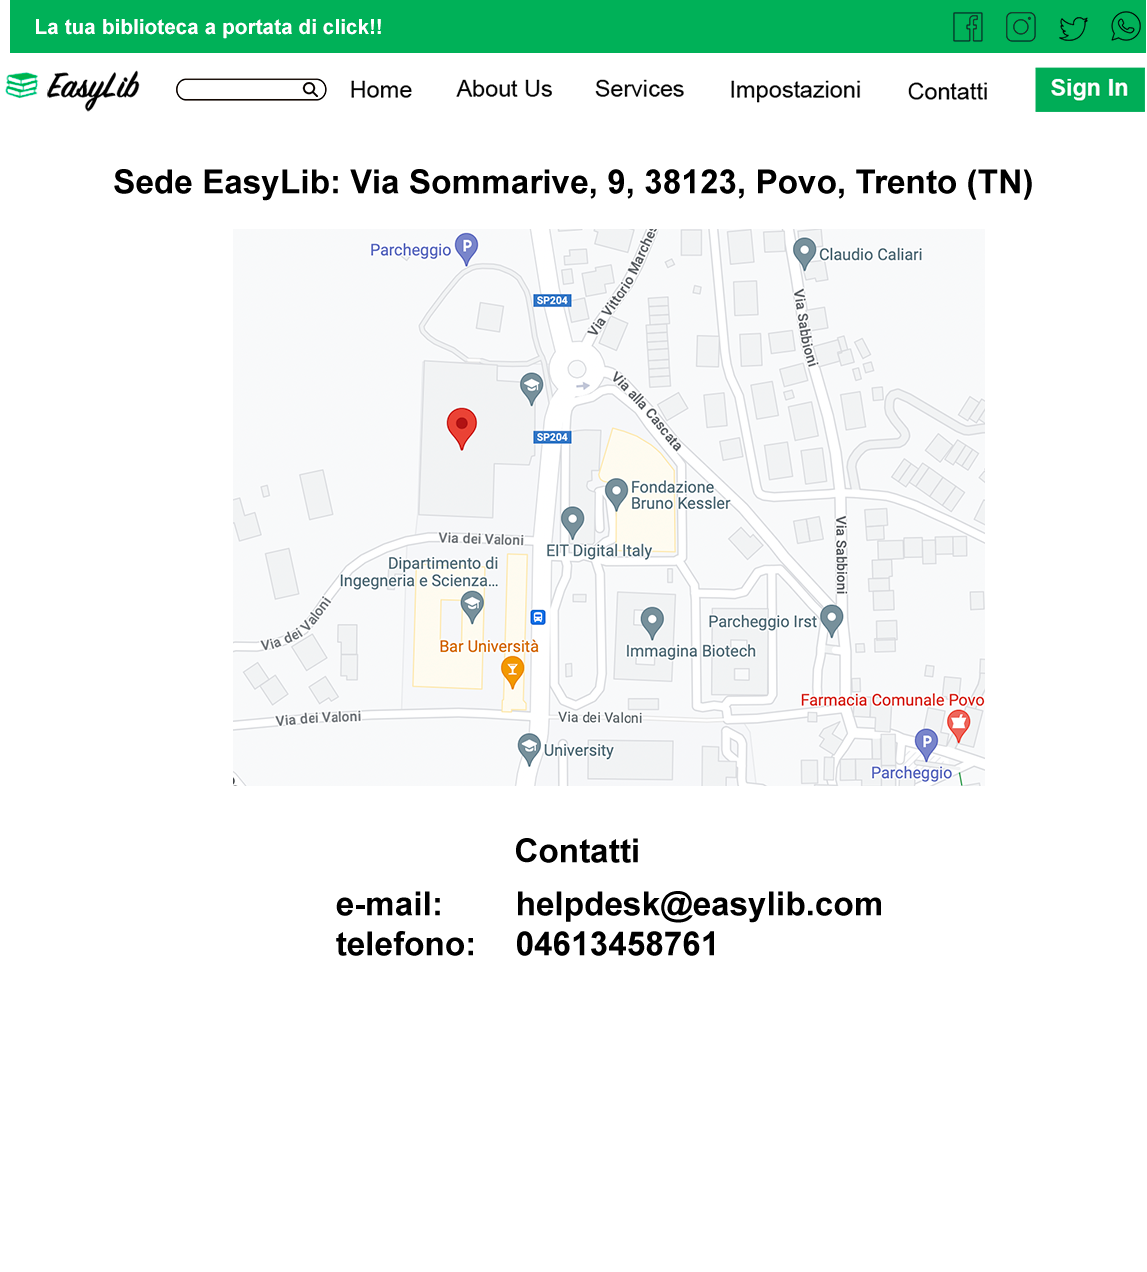 La tua biblioteca a portata di click!!
EasyLib
Home
About Us
Services
Impostazioni
Contatti
Sign In
Sede EasyLib: Via Sommarive, 9, 38123, Povo, Trento (TN)
Parcheggio
P
Claudio Caliari
SP204
Via Vittorio Marches
Via Sabbioni
Via alla Cascata
SP204
Fondazione
Bruno Kessler
Via dei Valoni
EIT Digital Italy
Via Sabbioni
Dipartimento di
Ingegneria e Scienza...
Via dei Valoni
Parcheggio Irst
Bar Università
Immagina Biotech
Farmacia Comunale Povo
Via dei Valoni
Via dei Valoni
University
P
Parcheggio
Contatti
e-mail: helpdesk@easylib.com
telefono: 04613458761